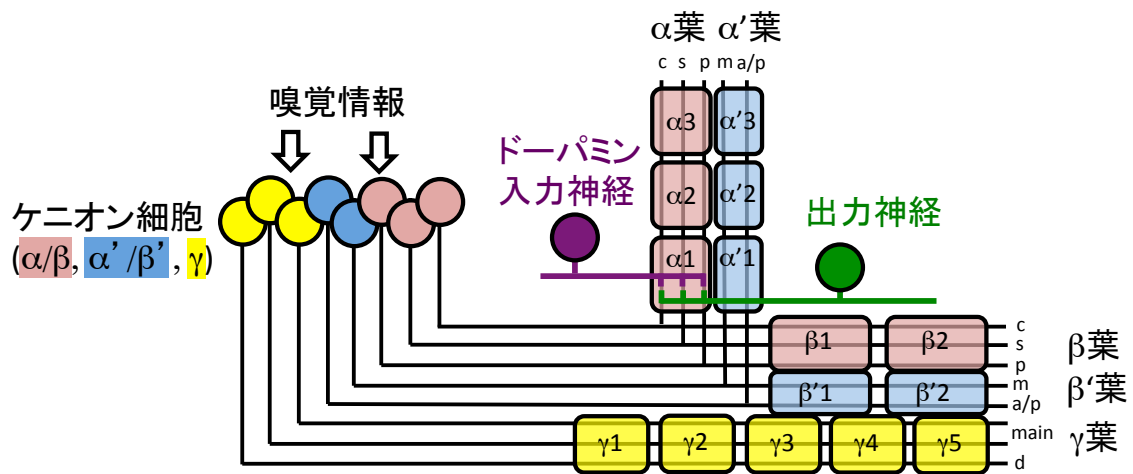 α葉 α'葉
c s p m a/p
嗅覚情報
α3 α'3
ドーパミン
入力神経
α2 α'2
出力神経
ケニオン細胞
(α/β, α'/β', γ)
α1 α'1
c
β1 β2 s β葉
p
m
β'1 β'2 β'葉
a/p
main
γ1 γ2 γ3 γ4 γ5 γ葉
d